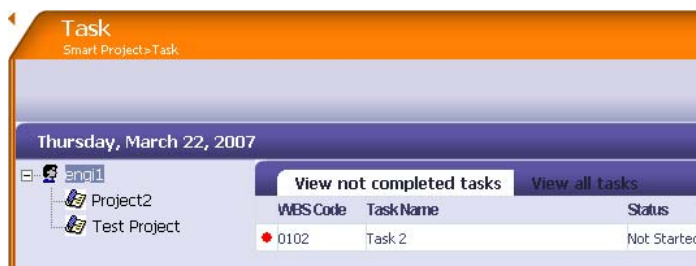 Task
Smart Project>Task
Thursday, March 22, 2007
engi1
Project2
Test Project
View not completed tasks View all tasks
WBS Code Task Name Status
0102 Task 2 Not Started